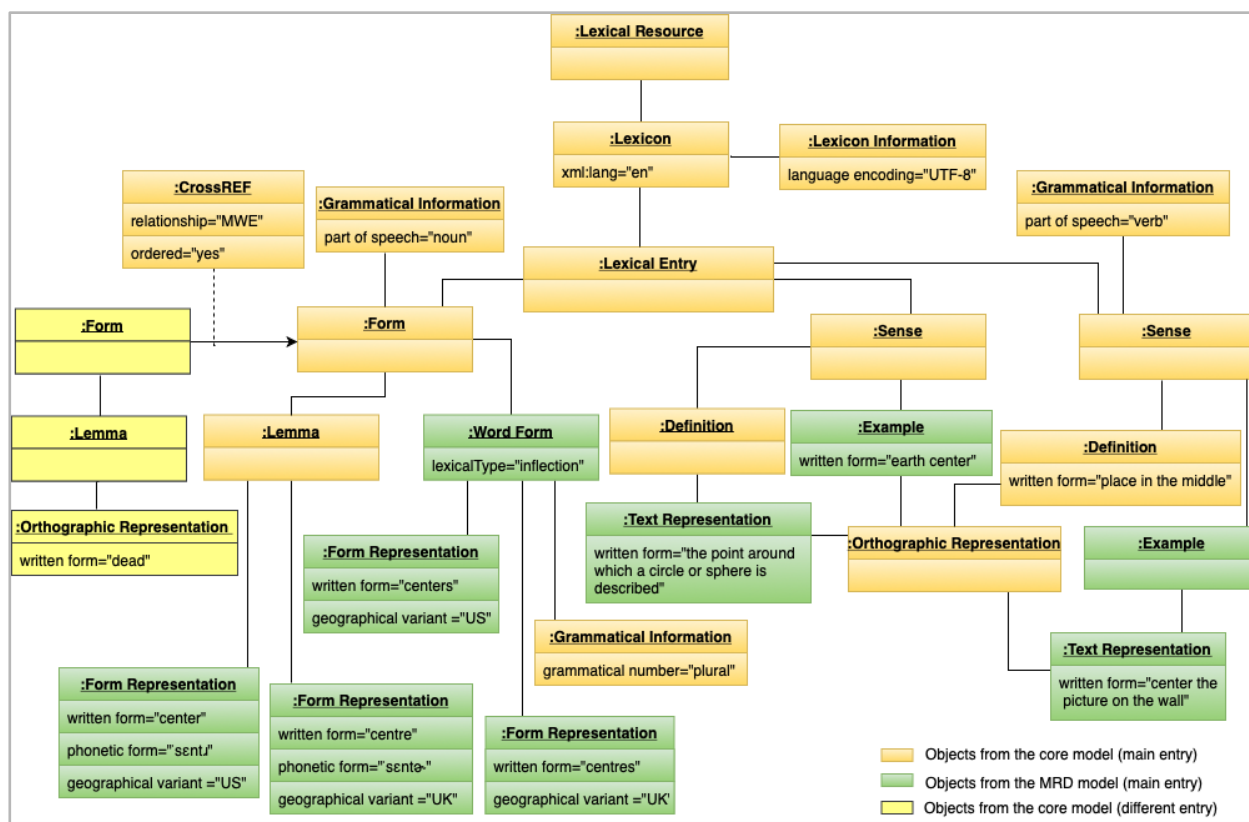 :Lexical Resource
:Lexicon
xml:lang="en"
:Lexicon Information
language encoding="UTF-8"
:CrossREF
relationship="MWE"
ordered="yes"
:Grammatical Information
part of speech="noun"
:Grammatical Information
part of speech="verb"
:Lexical Entry
:Form
:Form
:Sense
:Sense
:Lemma
:Lemma
:Word Form
lexicalType="inflection"
:Definition
:Example
written form="earth center"
:Definition
written form="place in the middle"
:Orthographic Representation
written form="dead"
:Form Representation
written form="centers"
geographical variant ="US"
:Text Representation
written form="the point around
which a circle or sphere is
described"
:Orthographic Representation
:Example
:Grammatical Information
grammatical number="plural"
:Text Representation
written form="center the
picture on the wall"
:Form Representation
written form="center"
phonetic form="˙sɛntɹ"
geographical variant ="US"
:Form Representation
written form="centre"
phonetic form="˙sɛntɚ"
geographical variant ="UK"
:Form Representation
written form="centres"
geographical variant ="UK'
Objects from the core model (main entry)
Objects from the MRD model (main entry)
Objects from the core model (different entry)